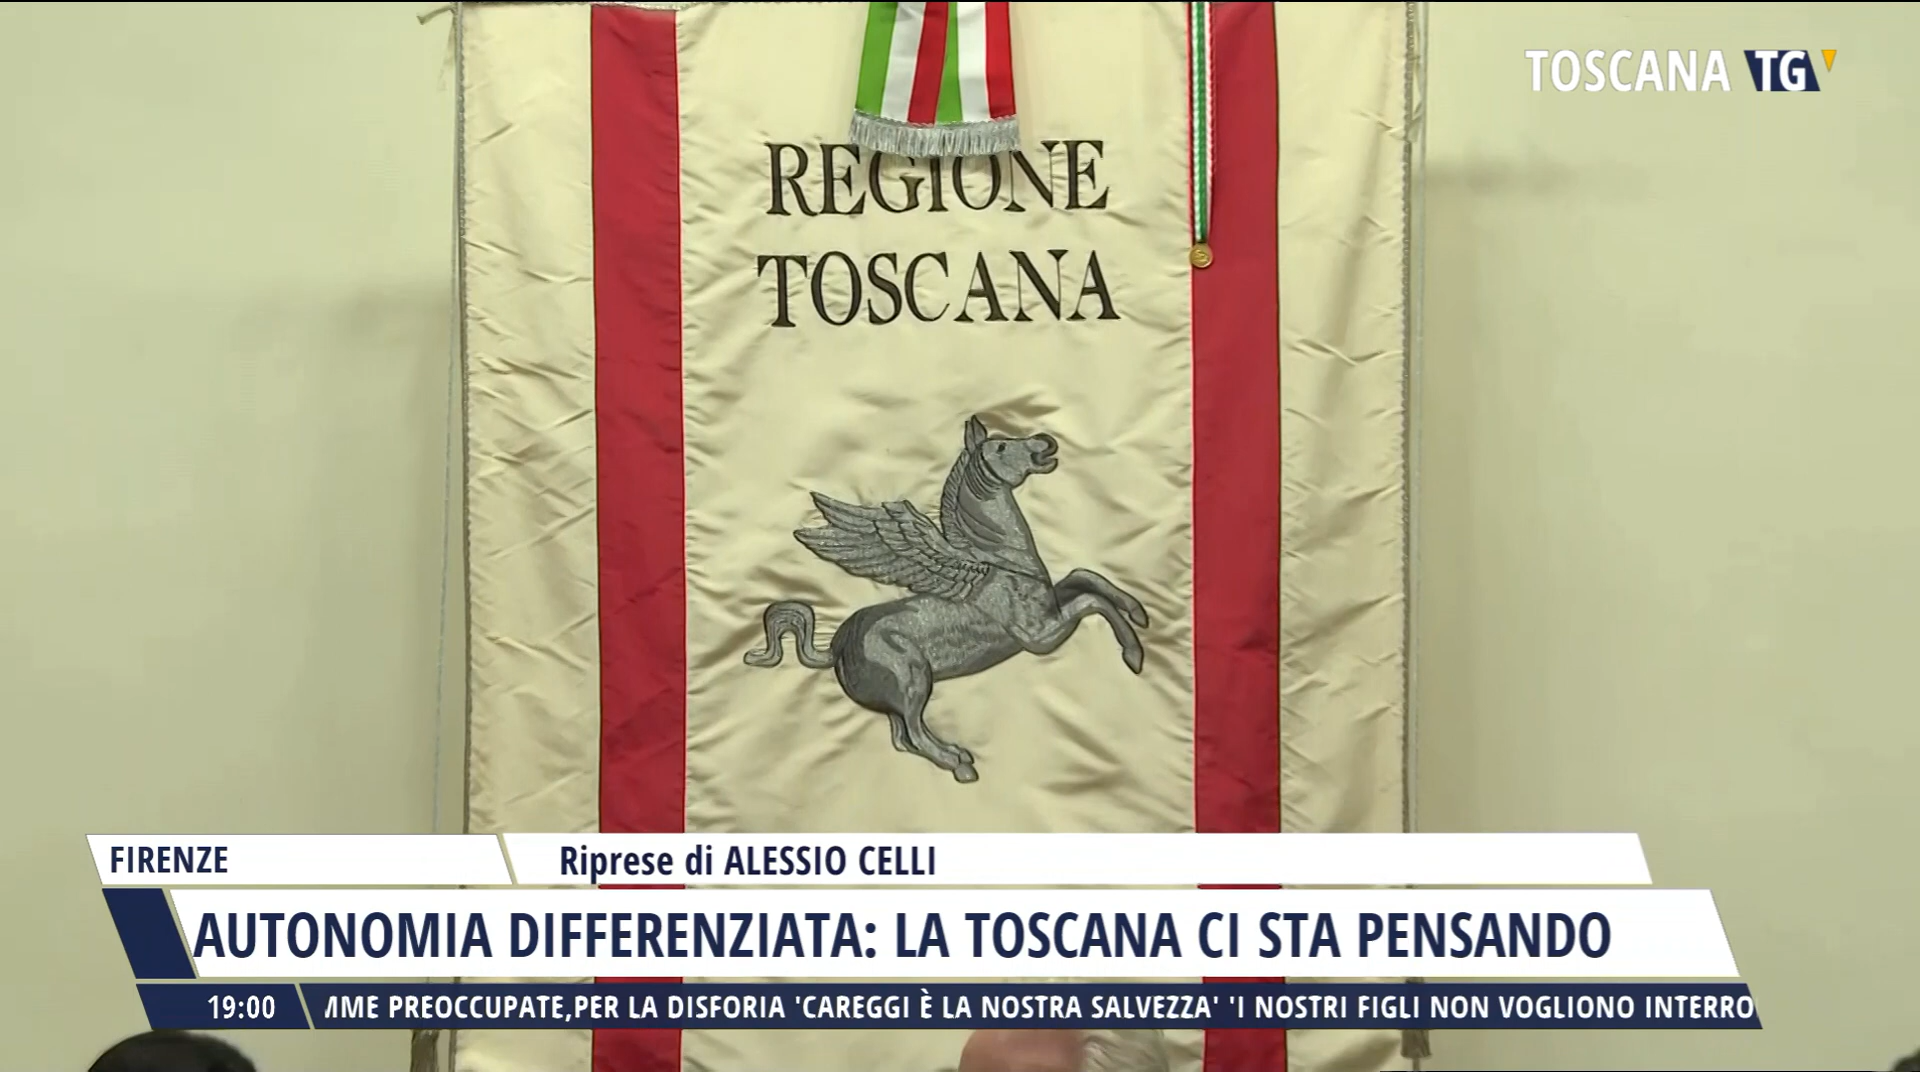 TOSCANA TG
REGIONE
TOSCANA
FIRENZE
Riprese di ALESSIO CELLI
AUTONOMIA DIFFERENZIATA: LA TOSCANA CI STA PENSANDO
19:00
PREOCCUPATE,PER LA DISFORIA 'CAREGGI È LA NOSTRA SALVEZZA' 'I NOSTRI FIGLI NON VOGLIONO